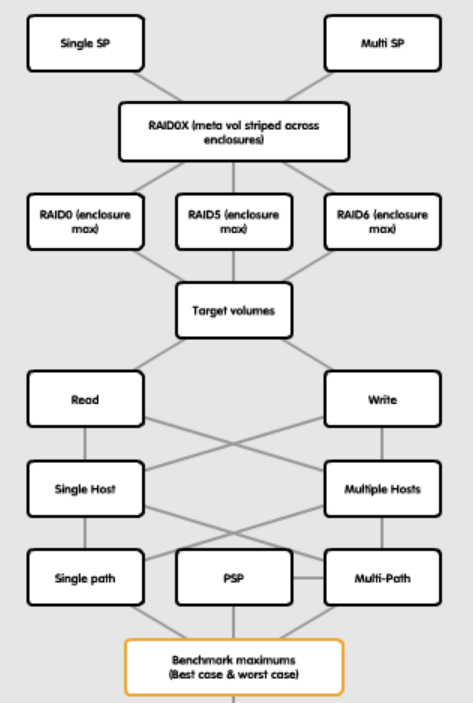 Single SP
Multi SP
RAID0X (meta vol striped across
enclosures)
RAID0 (enclosure
max)
RAID5 (enclosure
max)
RAID6 (enclosure
max)
Target volumes
Read
Write
Single Host
Multiple Hosts
Single path
PSP
Multi-Path
Benchmark maximums
(Best case & worst case)